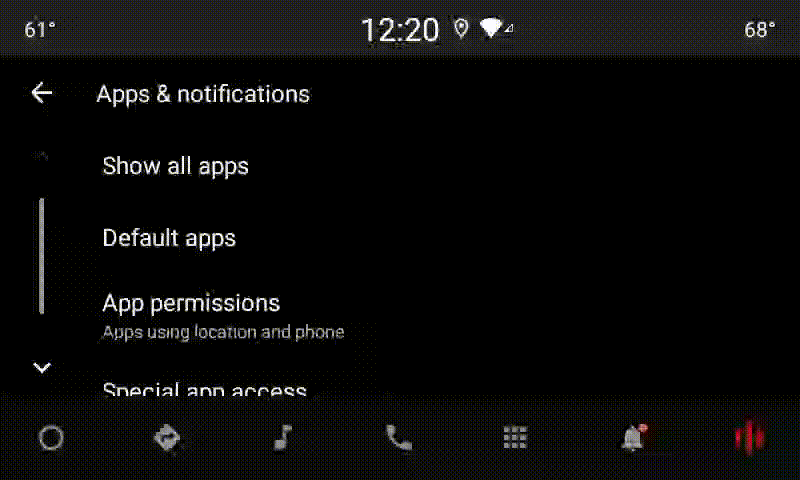 61°
12:20
68°
Apps & notifications
Show all apps
Default apps
App permissions
Apps using location and phone
Special app access